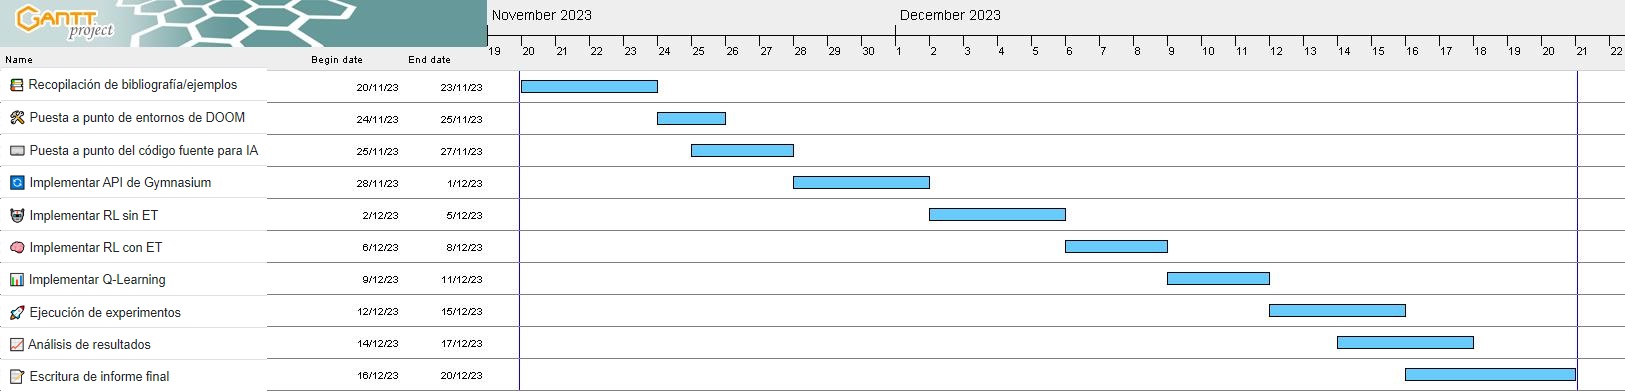 GANTT
project
November 2023 December 2023
19 20 21 22 23 24 25 26 27 28 29 30 1 2 3 4 5 6 7 8 9 10 11 12 13 14 15 16 17 18 19 20 21 22
Name Begin date End date
Recopilación de bibliografía/ejemplos 20/11/23 23/11/23
Puesta a punto de entornos de DOOM 24/11/23 25/11/23
Puesta a punto del código fuente para IA 25/11/23 27/11/23
Implementar API de Gymnasium 28/11/23 1/12/23
Implementar RL sin ET 2/12/23 5/12/23
Implementar RL con ET 6/12/23 8/12/23
Implementar Q-Learning 9/12/23 11/12/23
Ejecución de experimentos 12/12/23 15/12/23
Análisis de resultados 14/12/23 17/12/23
Escritura de informe final 16/12/23 20/12/23